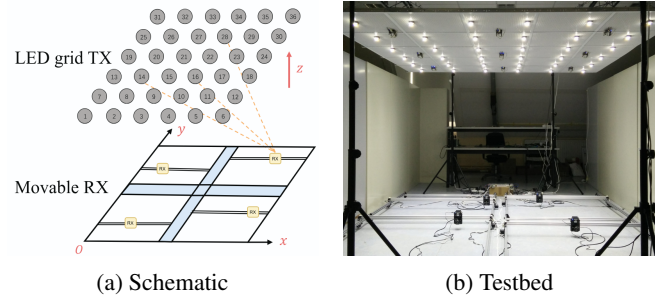 31 32 33 34 35 36
25 26 27 28 29 30
LED grid TX
19 20 21 22 23 24
z
13 14 15 16 17 18
7 8 9 10 11 12
1 2 3 4 5 6
y
RX
RX
Movable RX
RX
RX
O
x
(a) Schematic
(b) Testbed